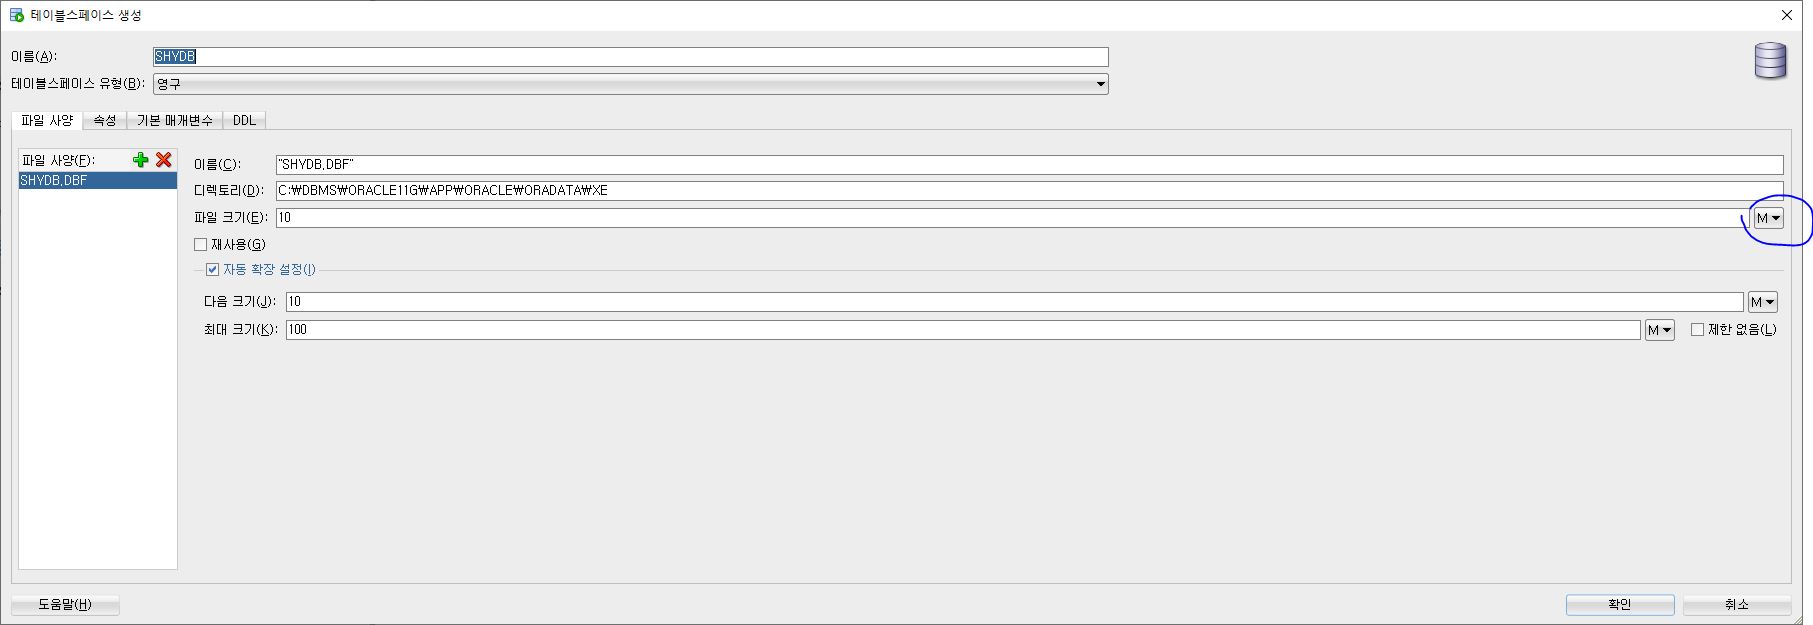 테이블스페이스 생성
이름(A): SHYDB
테이블스페이스 유형(B): 영구
파일 사양 속성 기본 매개변수 DDL
파일 사양(F):
SHYDB.DBF
이름(C): "SHYDB.DBF"
디렉토리(D): C:₩DBMS₩ORACLE11G₩APP₩ORACLE₩ORADATA₩XE
파일 크기(E): 10 M
재사용(G)
자동 확장 설정(I)
다음 크기(J): 10 M
최대 크기(K): 100 M 제한 없음(L)
도움말(H) 확인 취소